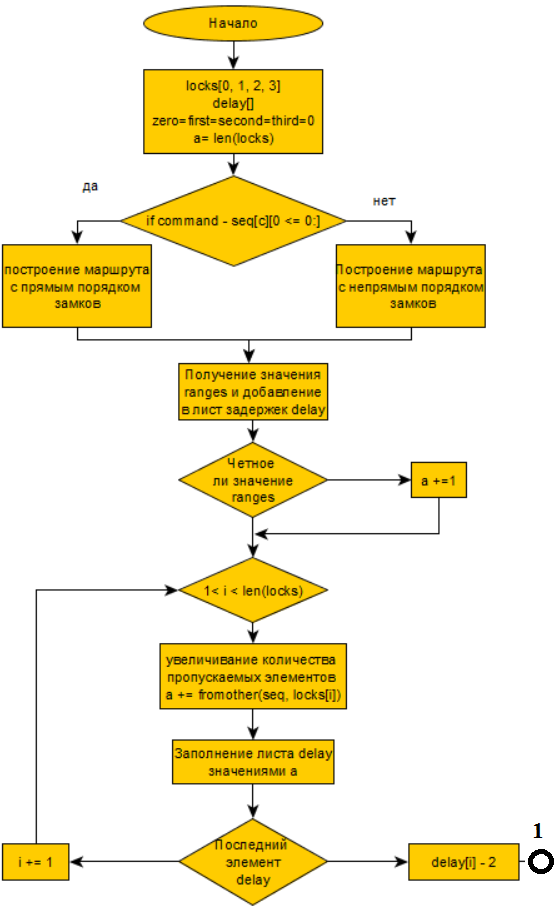 Начало
locks[0, 1, 2, 3]
delay[]
zero=first=second=third=0
a= len(locks)
да
нет
if command - seq[c][0 <= 0:]
построение маршрута
с прямым порядком
замков
Построение маршрута
с непрямым порядком
замков
Получение значения
ranges и добавление
в лист задержек delay
Четное
ли значение
ranges
a +=1
1< i < len(locks)
увеличивание количества
пропускаемых элементов
a += fromother(seq, locks[i])
Заполнение листа delay
значениями a
Последний
элемент
delay
i += 1
delay[i] - 2
1